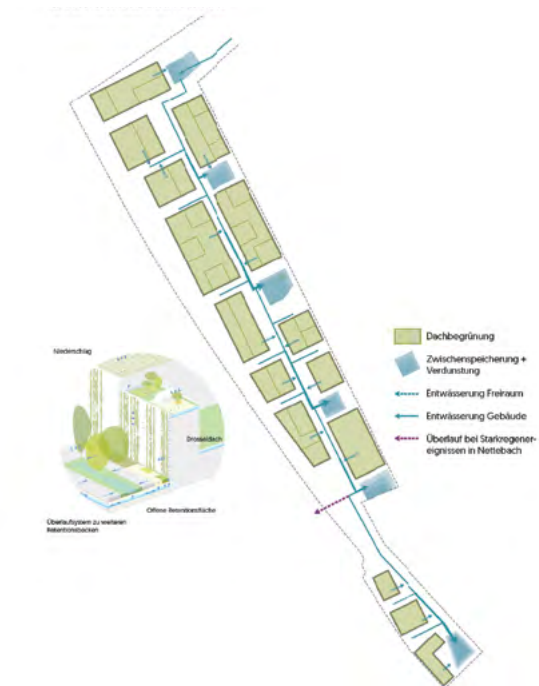 Niederschlag
Drosseldach
Offene Retentionsfläche
Überlaufsystem zu weiteren
Retentionsbecken
Dachbegrünung
Zwischenspeicherung +
Verdunstung
Entwässerung Freiraum
Entwässerung Gebäude
Überlauf bei Starkregener-
eignissen in Nettebach